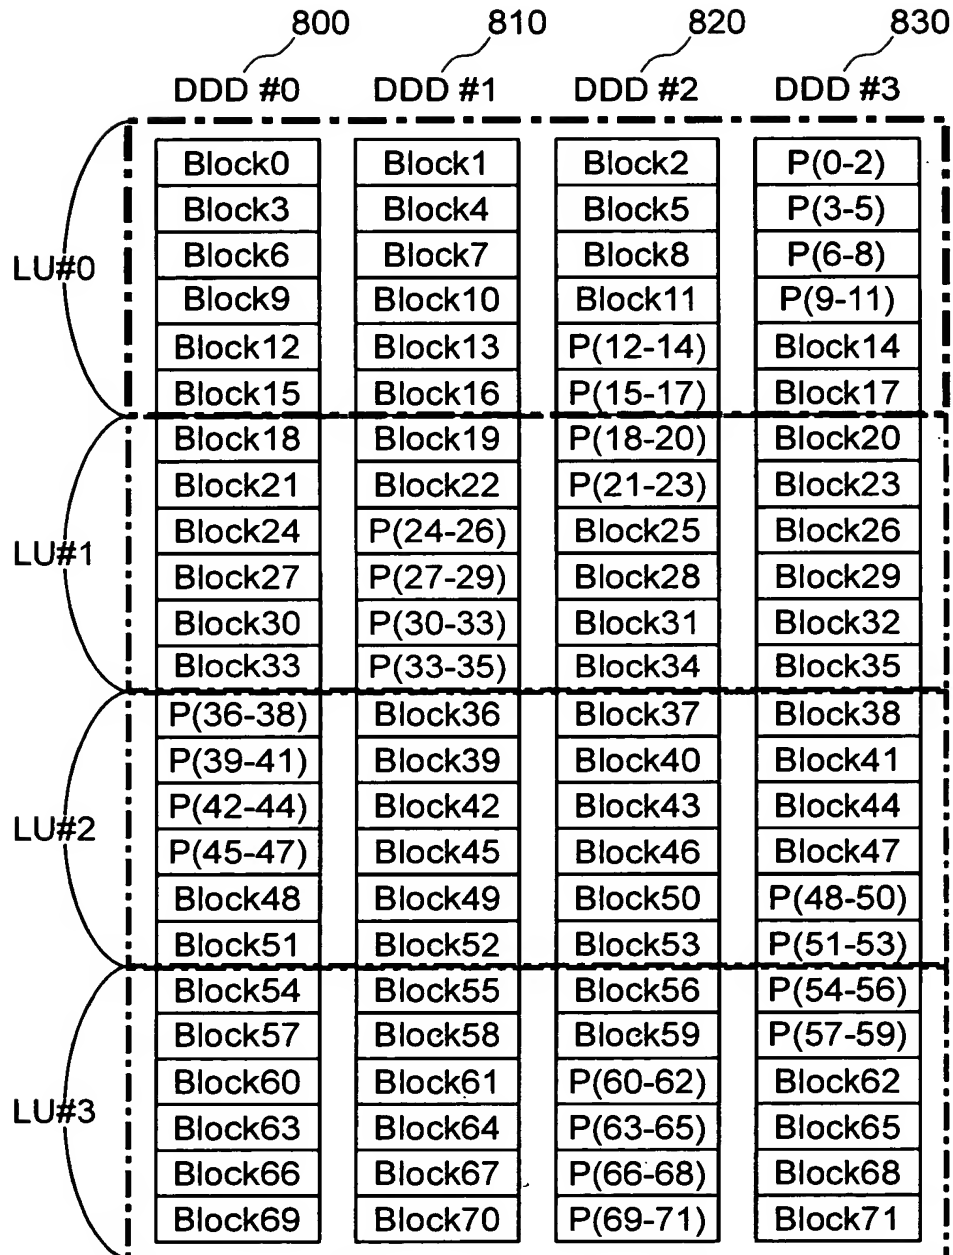 800 810 820 830
DDD #0 DDD #1 DDD #2 DDD #3
Block0 Block1 Block2 P(0-2)
Block3 Block4 Block5 P(3-5)
LU#0 Block6 Block7 Block8 P(6-8)
Block9 Block10 Block11 P(9-11)
Block12 Block13 P(12-14) Block14
Block15 Block16 P(15-17) Block17
Block18 Block19 P(18-20) Block20
Block21 Block22 P(21-23) Block23
LU#1 Block24 P(24-26) Block25 Block26
Block27 P(27-29) Block28 Block29
Block30 P(30-33) Block31 Block32
Block33 P(33-35) Block34 Block35
P(36-38) Block36 Block37 Block38
P(39-41) Block39 Block40 Block41
LU#2 P(42-44) Block42 Block43 Block44
P(45-47) Block45 Block46 Block47
Block48 Block49 Block50 P(48-50)
Block51 Block52 Block53 P(51-53)
Block54 Block55 Block56 P(54-56)
Block57 Block58 Block59 P(57-59)
LU#3 Block60 Block61 P(60-62) Block62
Block63 Block64 P(63-65) Block65
Block66 Block67 P(66-68) Block68
Block69 Block70 P(69-71) Block71